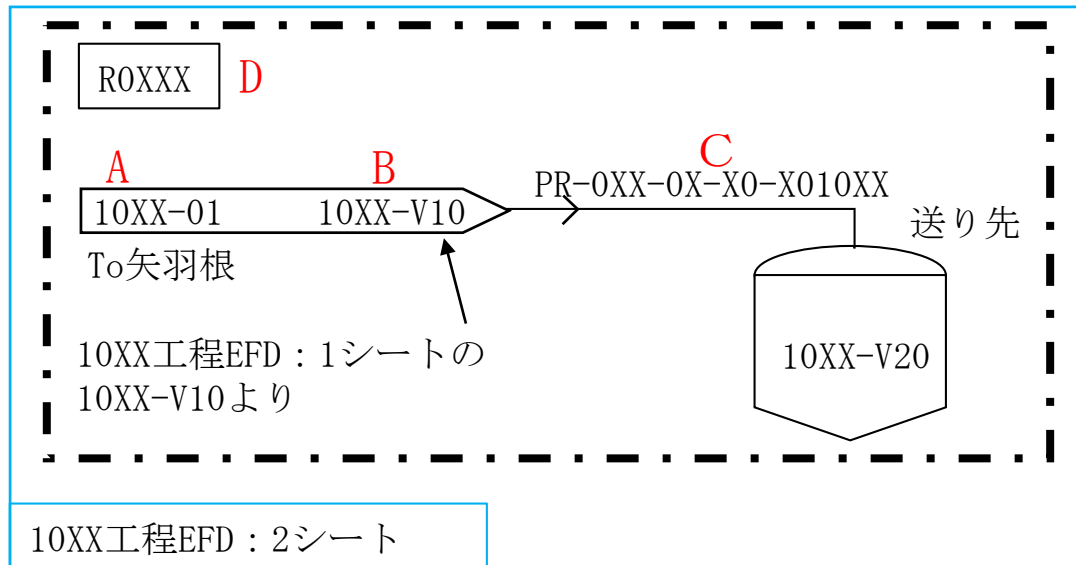 R0XXX
D
A
B
C
PR-0XX-0X-X0-X010XX
10XX-01
10XX-V10
送り先
To矢羽根
10XX工程EFD：1シートの
10XX-V10より
10XX-V20
10XX工程EFD：2シート